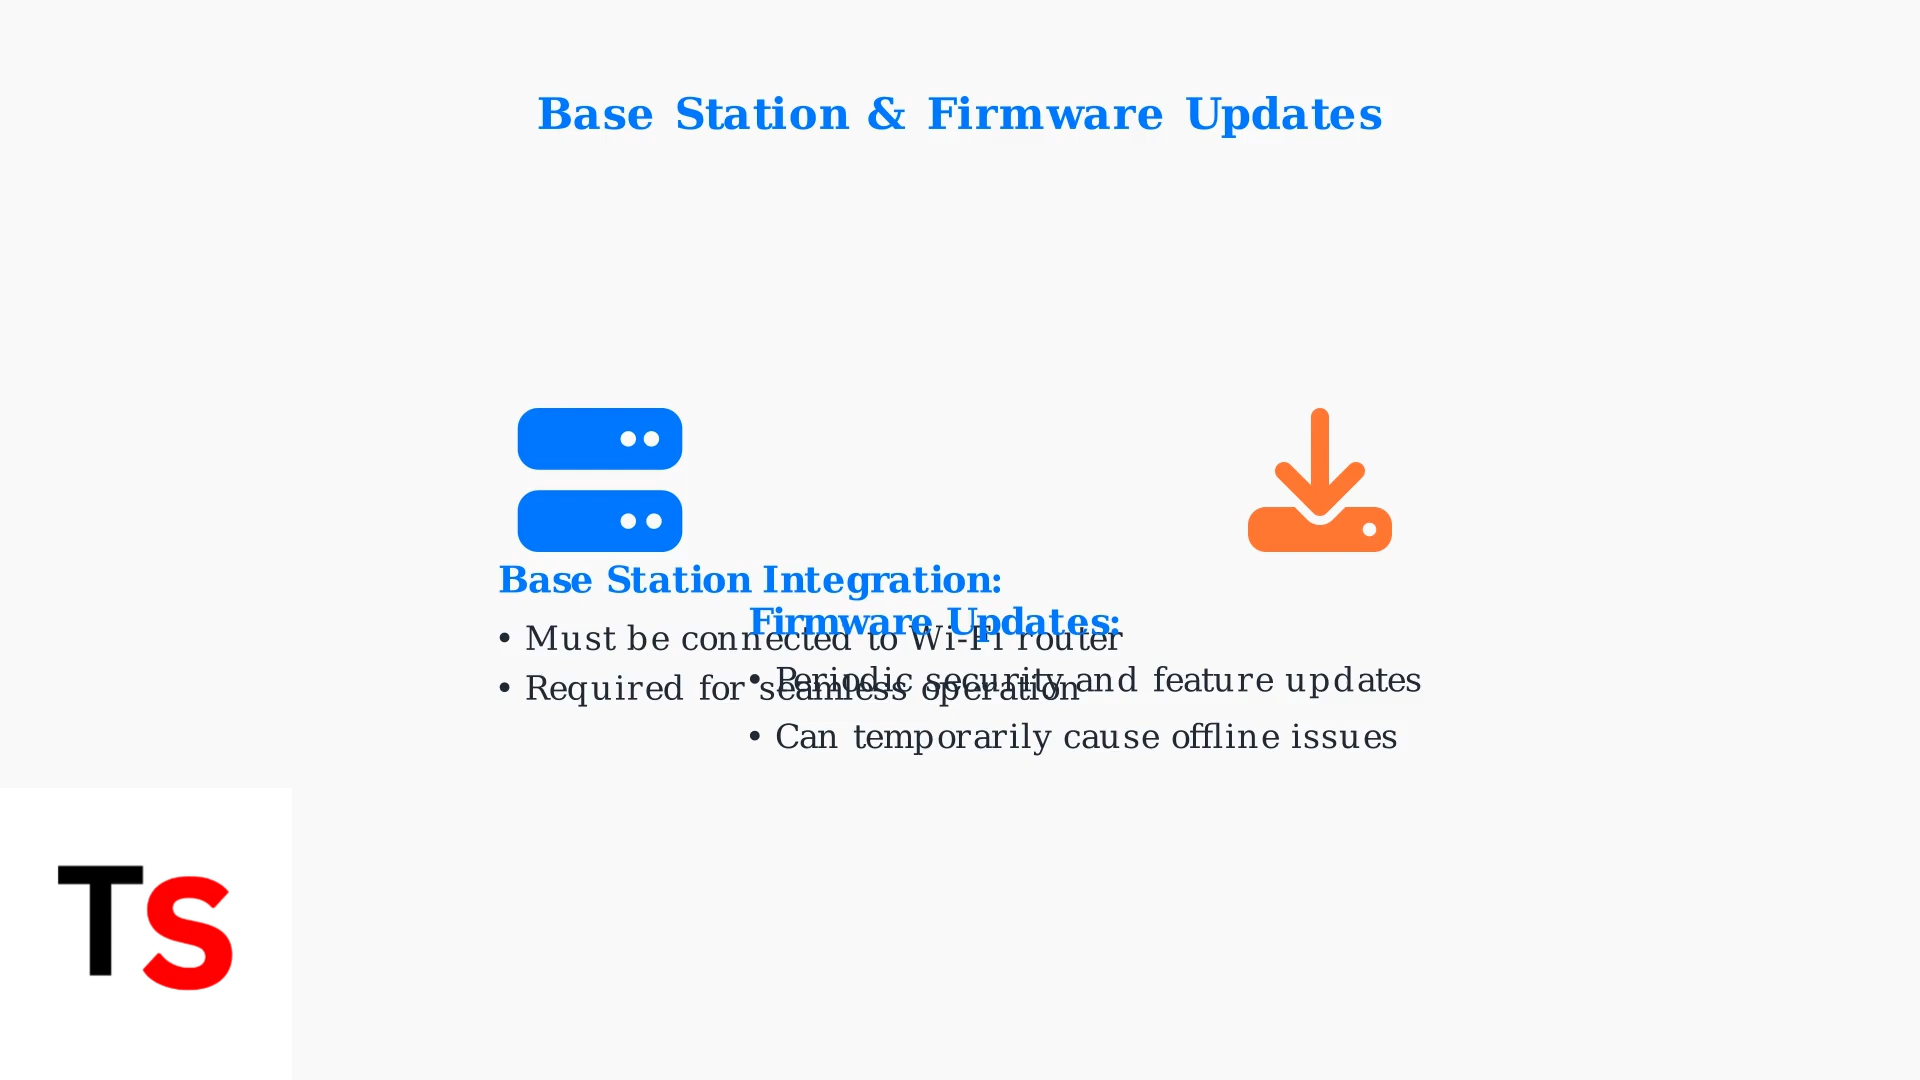 Base Station & Firmware Updates
Base Station Integration:
• Must be connected to Wi-Fi router
• Required for seamless operation
Firmware Updates:
• Periodic security and feature updates
• Can temporarily cause offline issues
TS